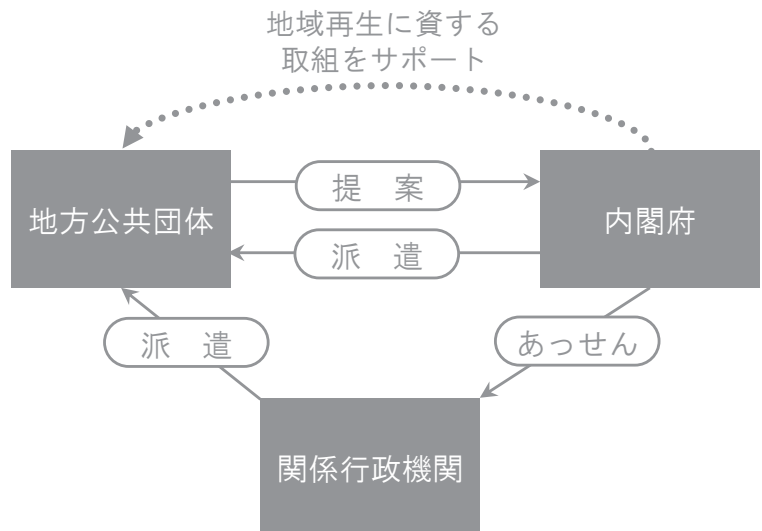 地域再生に資する
取組をサポート
提　案
地方公共団体
内閣府
派　遣
派　遣
あっせん
関係行政機関